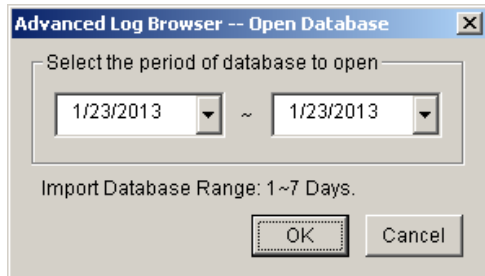 Advanced Log Browser -- Open Database
Select the period of database to open
1/23/2013 ~ 1/23/2013
Import Database Range: 1~7 Days.
OK Cancel